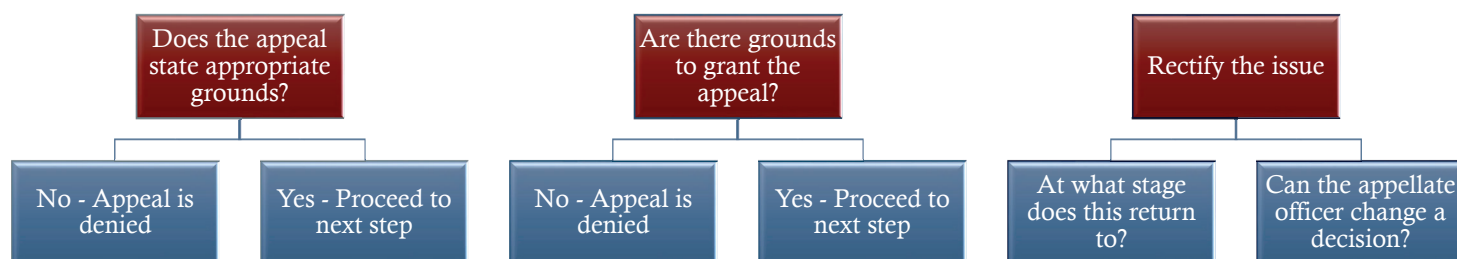 Does the appeal
state appropriate
grounds?
No - Appeal is
denied
Yes - Proceed to
next step
Are there grounds
to grant the
appeal?
No - Appeal is
denied
Yes - Proceed to
next step
Rectify the issue
At what stage
does this return
to?
Can the appellate
officer change a
decision?